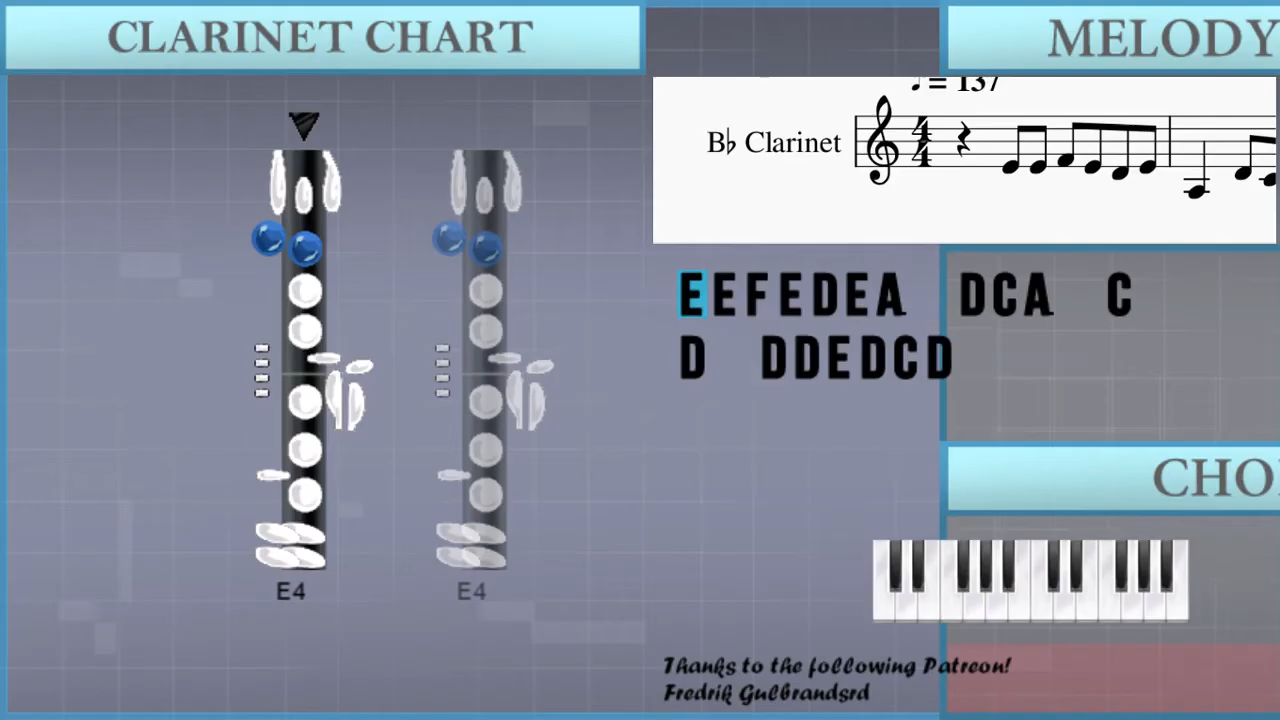 CLARINET CHART
MELODY
♩ = 137
B♭ Clarinet
4
4
EEFEDEA DCA C
D DDEDCD
E4 E4
CHO
Thanks to the following Patreon!
Fredrik Gulbrandsrd